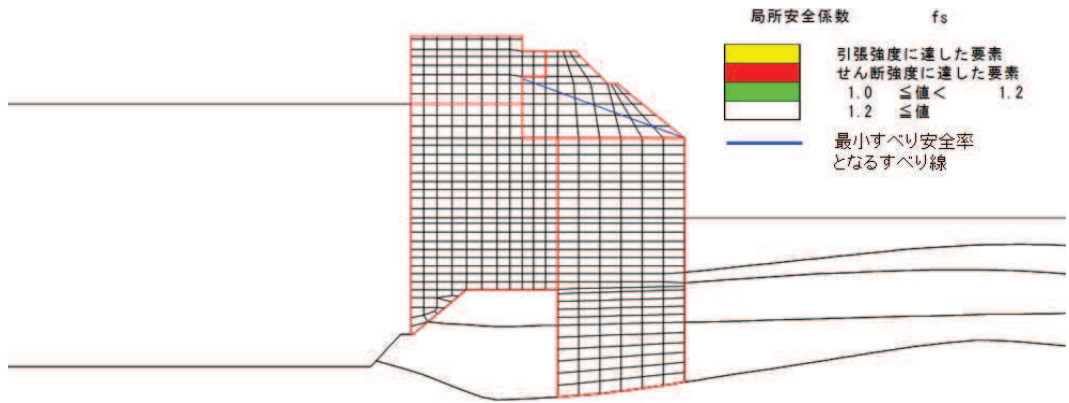 局所安全係数 fs
引張強度に達した要素
せん断強度に達した要素
1.0 ≦値< 1.2
1.2 ≦値
最小すべり安全率
となるすべり線